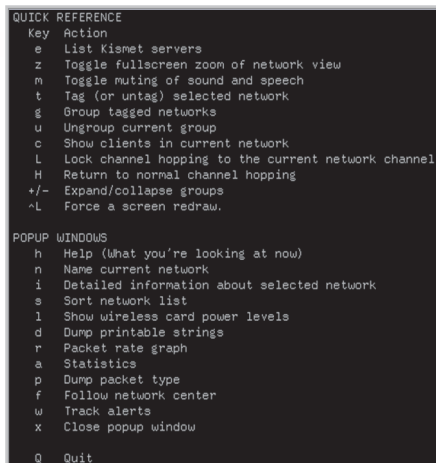 QUICK REFERENCE
Key Action
e List Kismet servers
z Toggle fullscreen zoom of network view
m Toggle muting of sound and speech
t Tag (or untag) selected network
g Group tagged networks
u Ungroup current group
c Show clients in current network
L Lock channel hopping to the current network channel
H Return to normal channel hopping
+/- Expand/collapse groups
^L Force a screen redraw.
POPUP WINDOWS
h Help (What you're looking at now)
n Name current network
i Detailed information about selected network
s Sort network list
l Show wireless card power levels
d Dump printable strings
r Packet rate graph
a Statistics
p Dump packet type
f Follow network center
w Track alerts
x Close popup window
Q Quit